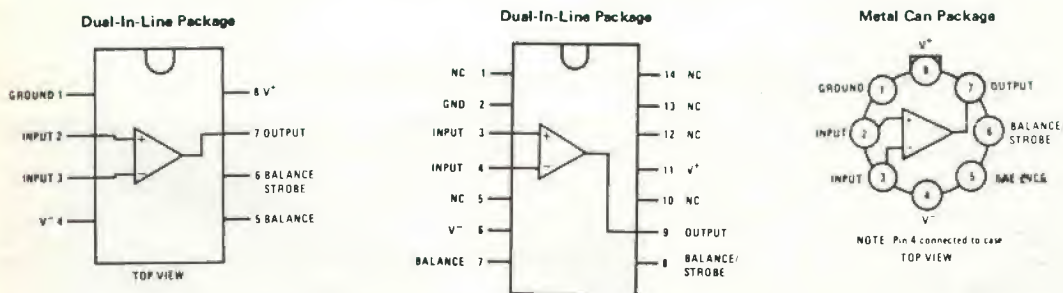 Dual-In-Line Package
GROUND 1
INPUT 2
INPUT 3
V⁻ 4
8 V⁺
7 OUTPUT
6 BALANCE
STROBE
5 BALANCE
+
−
TOP VIEW
Dual-In-Line Package
NC 1
GND 2
INPUT 3
INPUT 4
NC 5
V⁻ 6
BALANCE 7
14 NC
13 NC
12 NC
11 V⁺
10 NC
9 OUTPUT
8 BALANCE/
STROBE
+
−
Metal Can Package
V⁺
8
GROUND 1
7 OUTPUT
INPUT 2
6 BALANCE
STROBE
INPUT 3
5
4
V⁻
+
−
NOTE Pin 4 connected to case
TOP VIEW